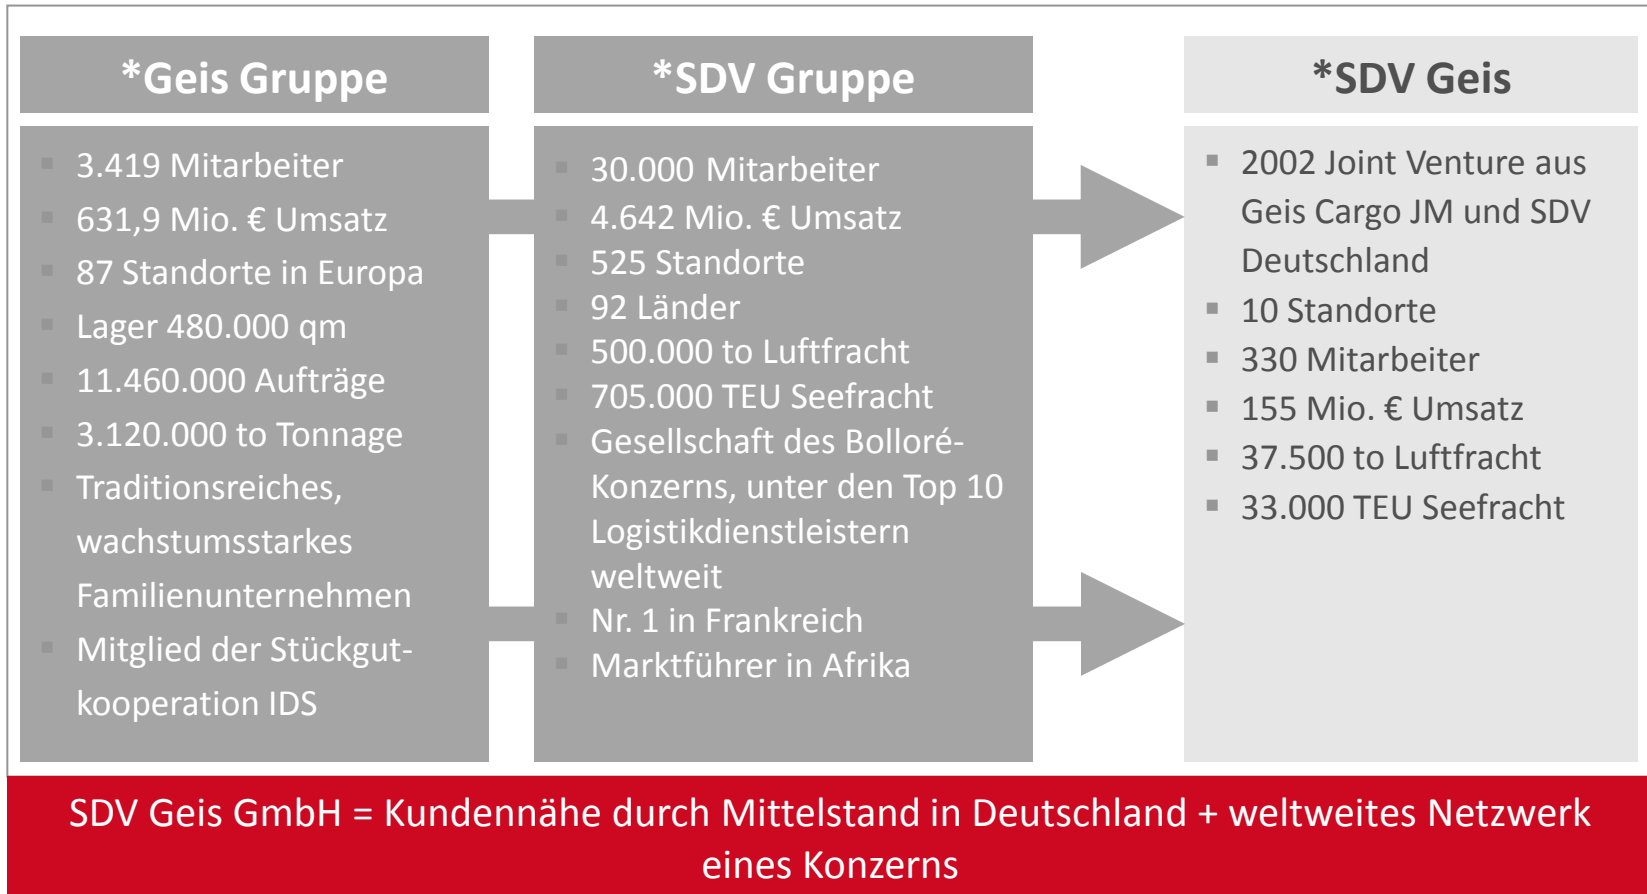 *Geis Gruppe
3.419 Mitarbeiter
631,9 Mio. € Umsatz
87 Standorte in Europa
Lager 480.000 qm
11.460.000 Aufträge
3.120.000 to Tonnage
Traditionsreiches,
wachstumsstarkes
Familienunternehmen
Mitglied der Stückgut-
kooperation IDS
*SDV Gruppe
30.000 Mitarbeiter
4.642 Mio. € Umsatz
525 Standorte
92 Länder
500.000 to Luftfracht
705.000 TEU Seefracht
Gesellschaft des Bolloré-
Konzerns, unter den Top 10
Logistikdienstleistern
weltweit
Nr. 1 in Frankreich
Marktführer in Afrika
*SDV Geis
2002 Joint Venture aus
Geis Cargo JM und SDV
Deutschland
10 Standorte
330 Mitarbeiter
155 Mio. € Umsatz
37.500 to Luftfracht
33.000 TEU Seefracht
SDV Geis GmbH = Kundennähe durch Mittelstand in Deutschland + weltweites Netzwerk
eines Konzerns